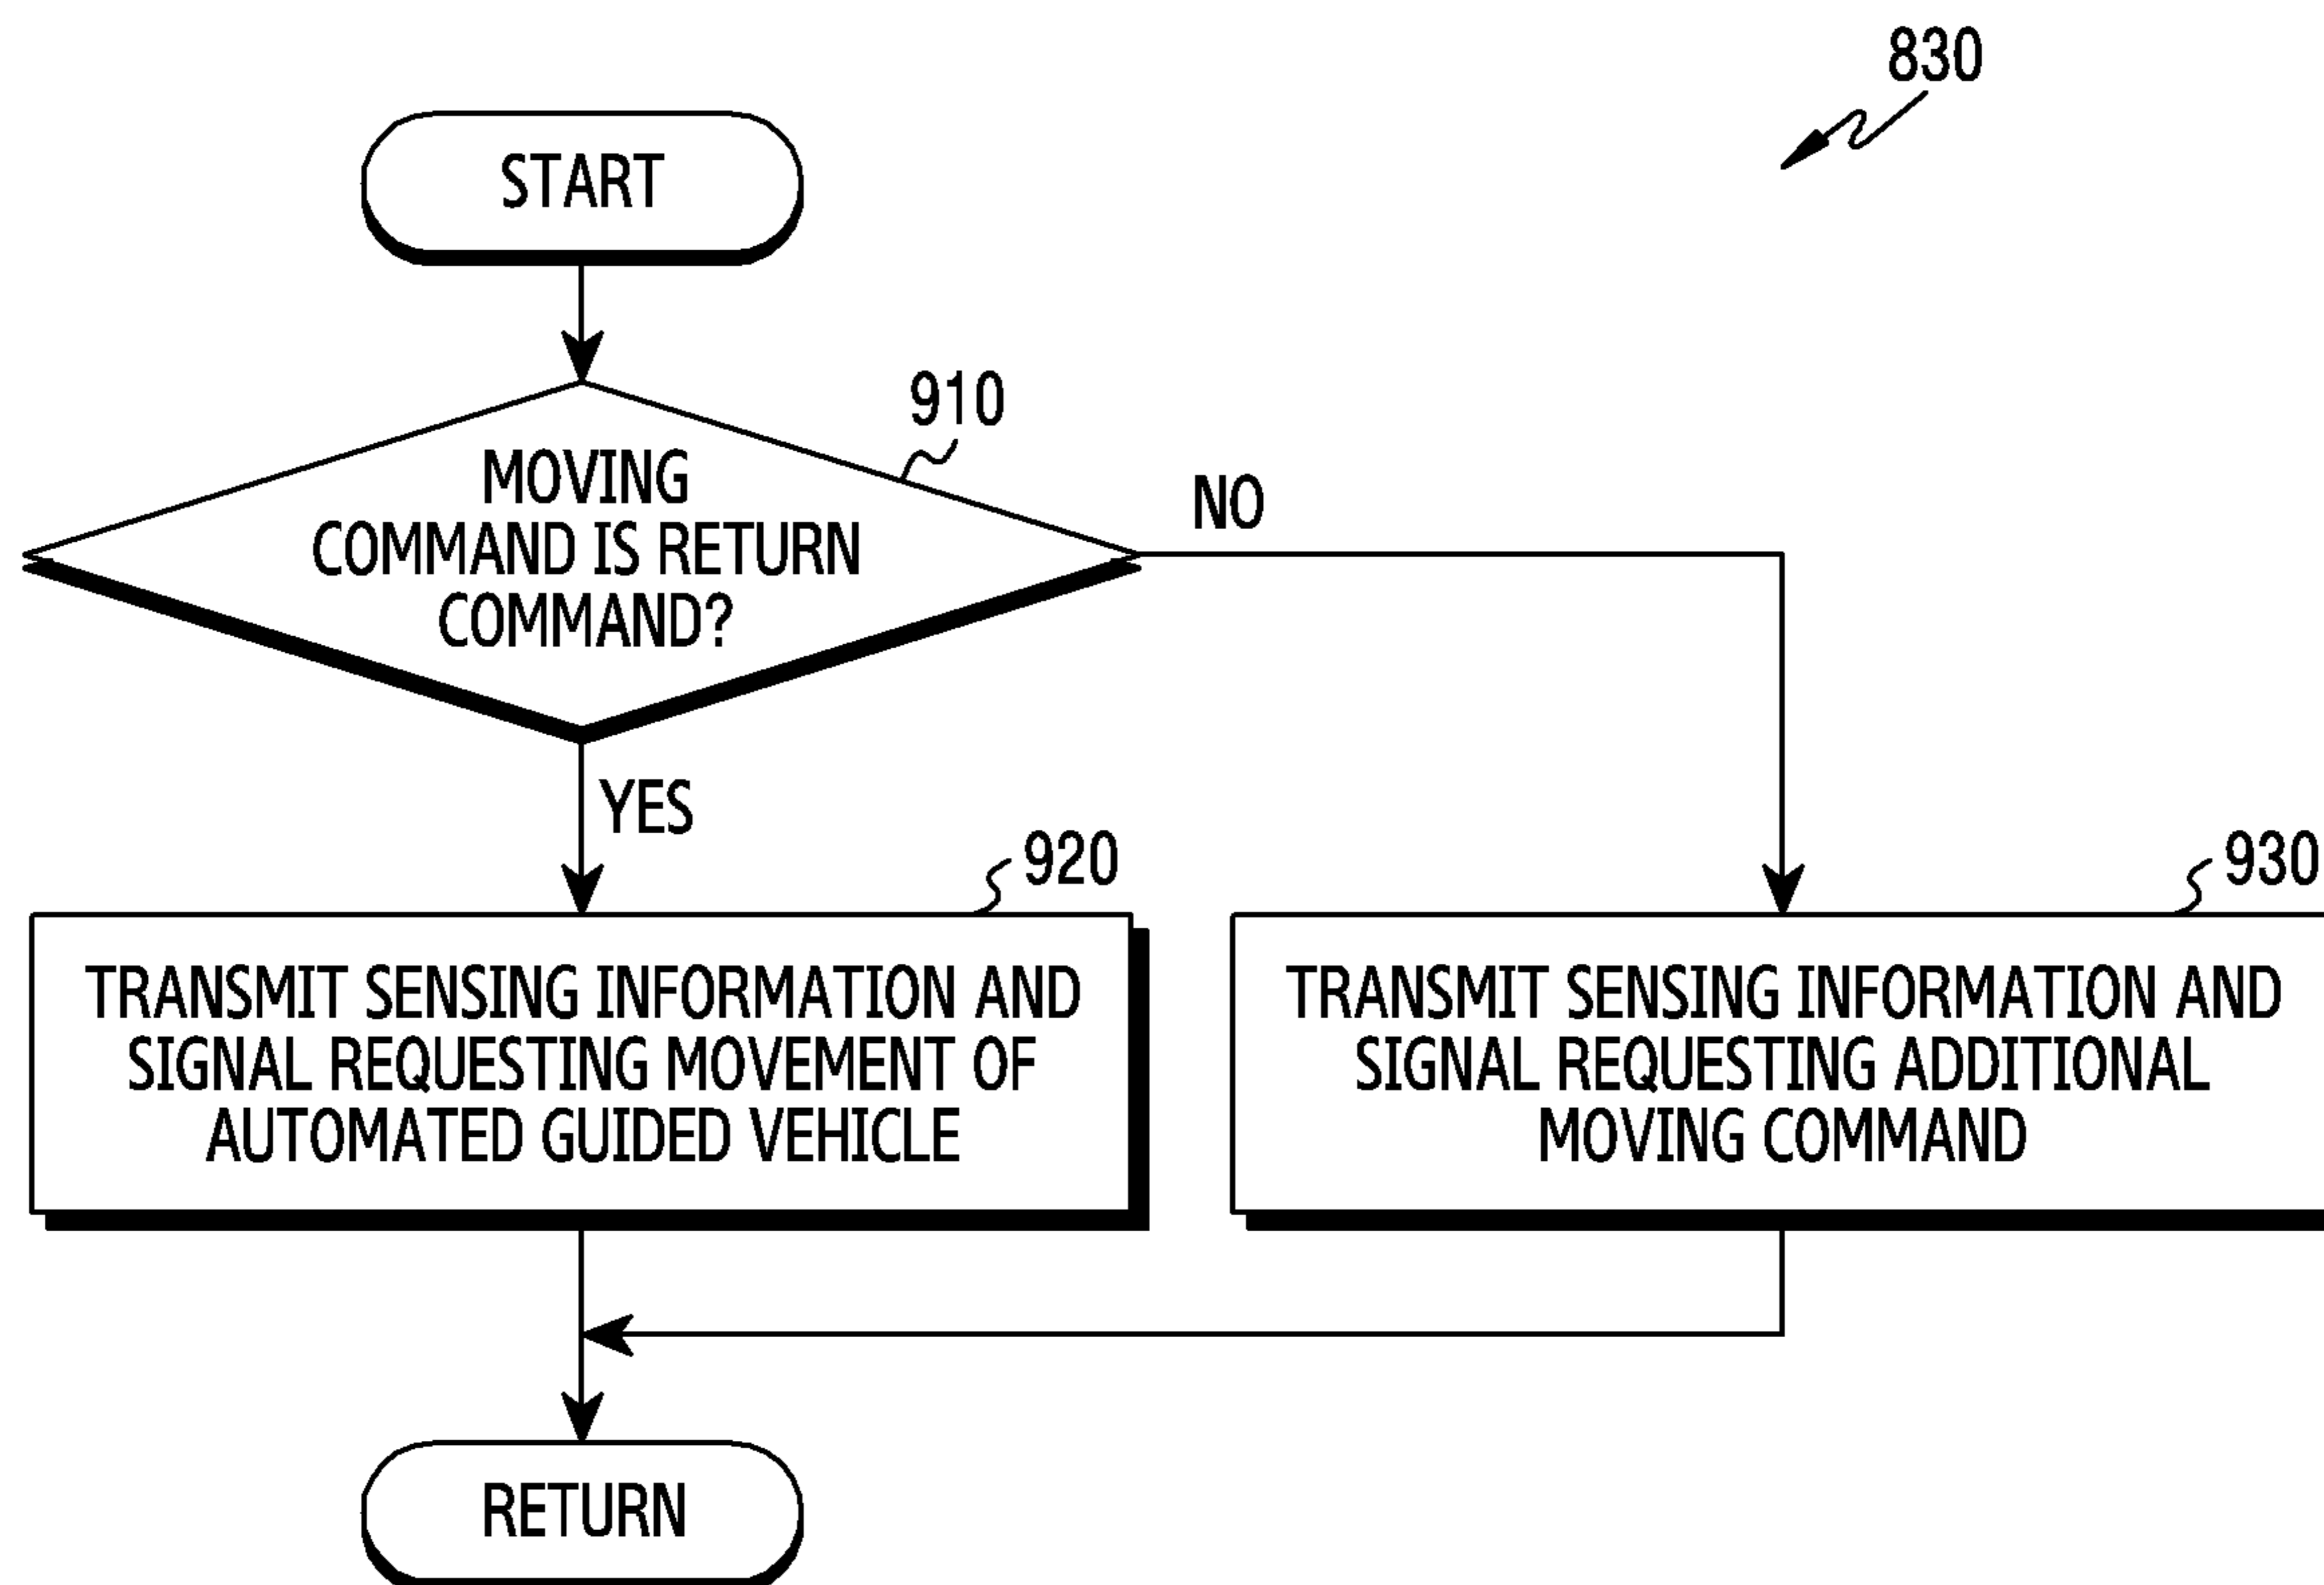 830
START
910
MOVING
COMMAND IS RETURN
COMMAND?
NO
YES
920
TRANSMIT SENSING INFORMATION AND
SIGNAL REQUESTING MOVEMENT OF
AUTOMATED GUIDED VEHICLE
930
TRANSMIT SENSING INFORMATION AND
SIGNAL REQUESTING ADDITIONAL
MOVING COMMAND
RETURN